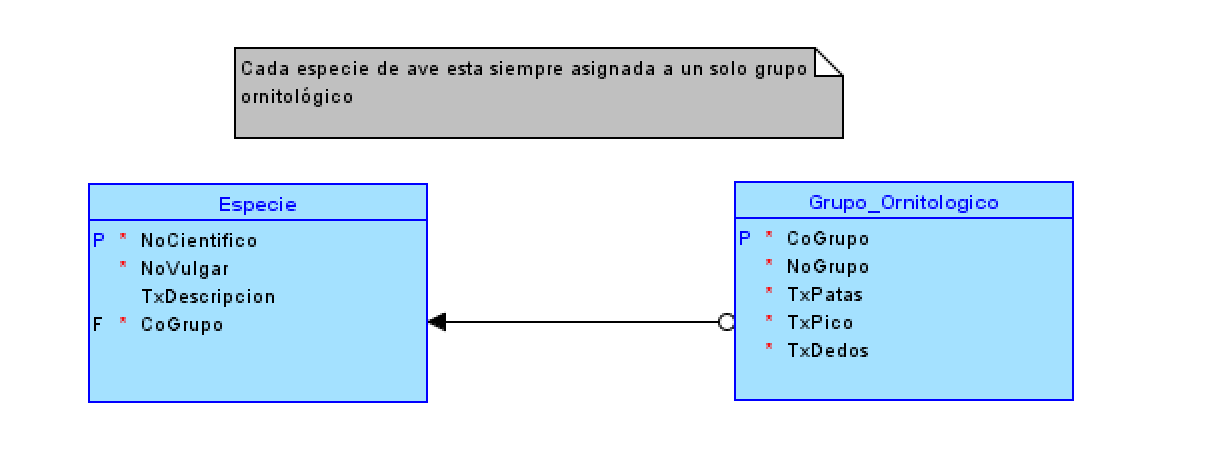 Cada especie de ave esta siempre asignada a un solo grupo
ornitológico
Especie
P * NoCientifico
* NoVulgar
TxDescripcion
F * CoGrupo
Grupo_Ornitologico
P * CoGrupo
* NoGrupo
* TxPatas
* TxPico
* TxDedos